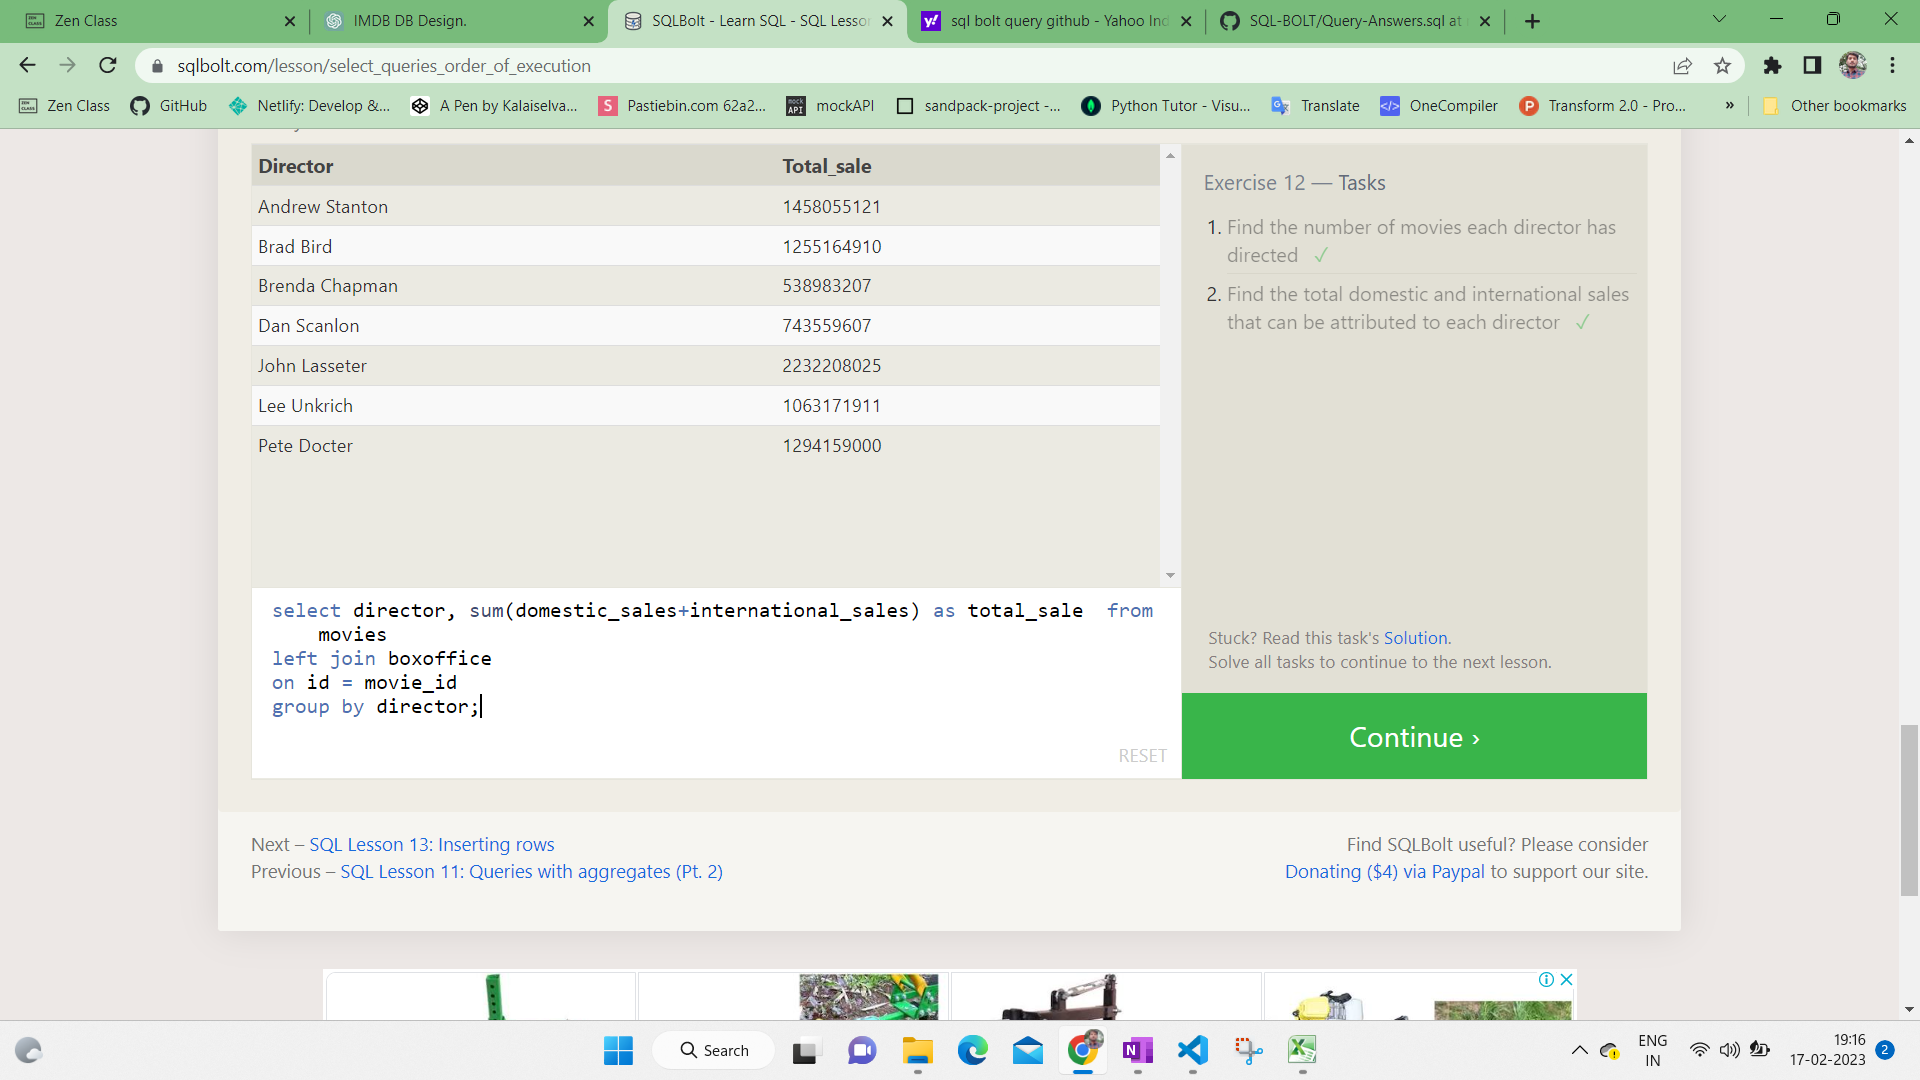 Zen Class
IMDB DB Design.
SQLBolt - Learn SQL - SQL Lesso
sql bolt query github - Yahoo Ind
SQL-BOLT/Query-Answers.sql at
sqlbolt.com/lesson/select_queries_order_of_execution
Zen Class
GitHub
Netlify: Develop &...
A Pen by Kalaiselva...
Pastiebin.com 62a2...
mockAPI
sandpack-project -...
Python Tutor - Visu...
Translate
OneCompiler
Transform 2.0 - Pro...
»
Other bookmarks
Director Total_sale
Andrew Stanton 1458055121
Brad Bird 1255164910
Brenda Chapman 538983207
Dan Scanlon 743559607
John Lasseter 2232208025
Lee Unkrich 1063171911
Pete Docter 1294159000
select director, sum(domestic_sales+international_sales) as total_sale from
movies
left join boxoffice
on id = movie_id
group by director;
RESET
Exercise 12 — Tasks
1. Find the number of movies each director has
directed ✓
2. Find the total domestic and international sales
that can be attributed to each director ✓
Stuck? Read this task's Solution.
Solve all tasks to continue to the next lesson.
Continue ›
Next – SQL Lesson 13: Inserting rows
Previous – SQL Lesson 11: Queries with aggregates (Pt. 2)
Find SQLBolt useful? Please consider
Donating ($4) via Paypal to support our site.
Search
ENG
IN
19:16
17-02-2023
2